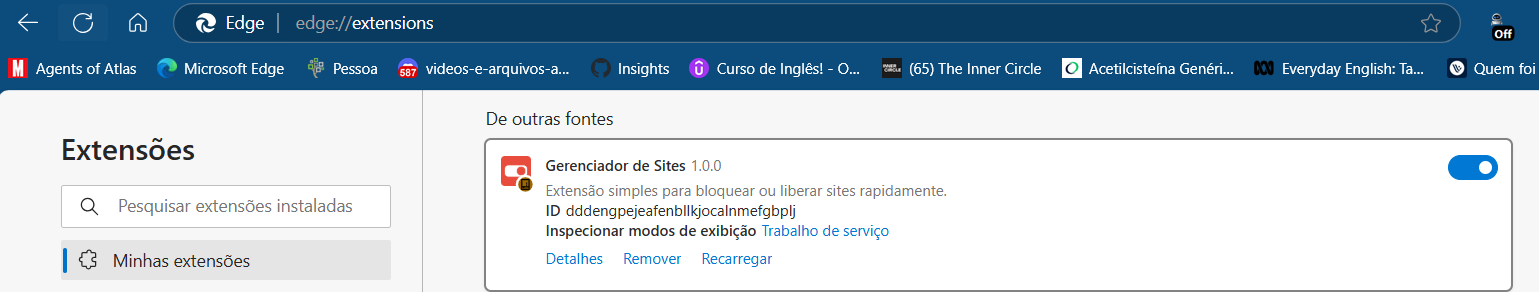 Edge edge://extensions
Off
M Agents of Atlas Microsoft Edge Pessoa 587 videos-e-arquivos-a... Insights Curso de Inglês! - O... INNER CIRCLE (65) The Inner Circle Acetilcisteína Genéri... Everyday English: Ta... Quem foi
Extensões
Pesquisar extensões instaladas
Minhas extensões
De outras fontes
Gerenciador de Sites 1.0.0
Extensão simples para bloquear ou liberar sites rapidamente.
ID dddengpejeafenbllkjocalnmefgbplj
Inspecionar modos de exibição Trabalho de serviço
Detalhes Remover Recarregar